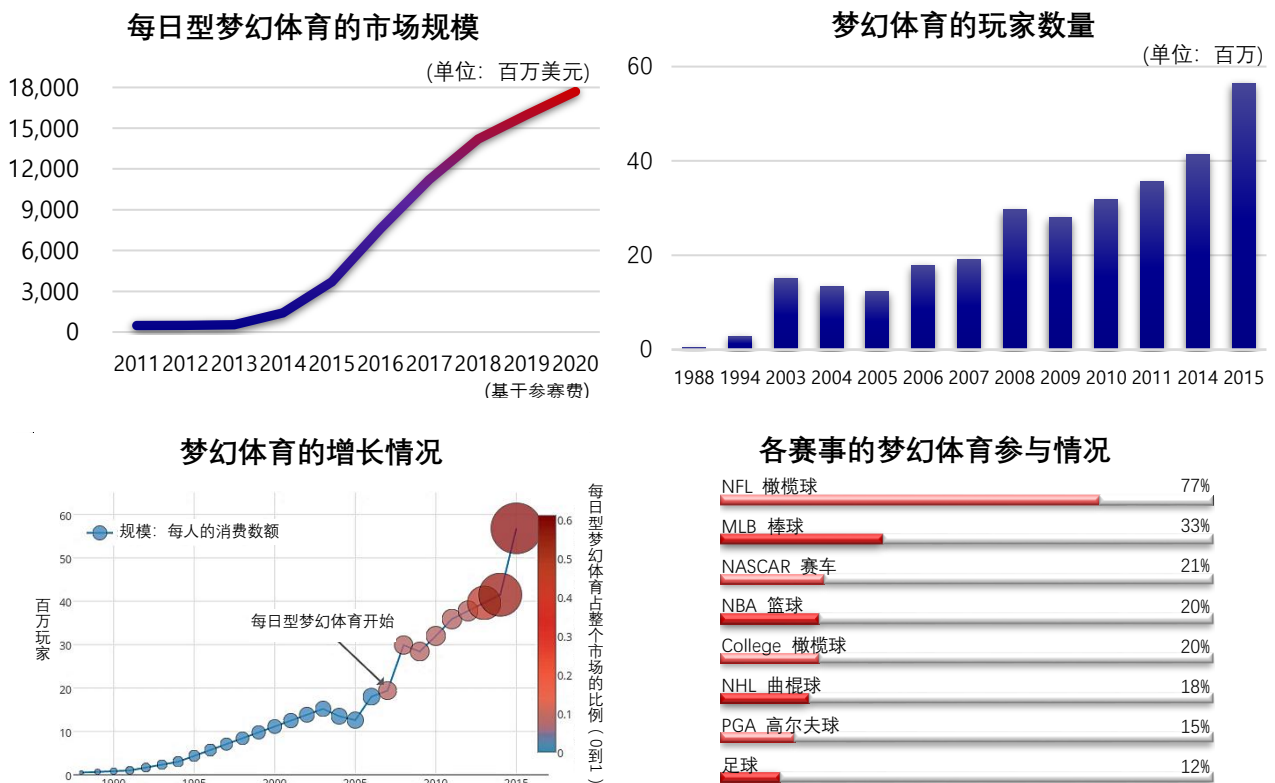 每日型梦幻体育的市场规模
(单位：百万美元)
18,000
15,000
12,000
9,000
6,000
3,000
0
2011 2012 2013 2014 2015 2016 2017 2018 2019 2020
(基于参赛费)
梦幻体育的玩家数量
(单位：百万)
60
40
20
0
1988 1994 2003 2004 2005 2006 2007 2008 2009 2010 2011 2014 2015
梦幻体育的增长情况
百万玩家
60
50
40
30
20
10
0
规模：每人的消费数额
每日型梦幻体育开始
1990 1995 2000 2005 2010 2015
0.6
0.5
0.4
0.3
0.2
0.1
0
每日型梦幻体育占整个市场的比例（0到1）
各赛事的梦幻体育参与情况
NFL 橄榄球 77%
MLB 棒球 33%
NASCAR 赛车 21%
NBA 篮球 20%
College 橄榄球 20%
NHL 曲棍球 18%
PGA 高尔夫球 15%
足球 12%